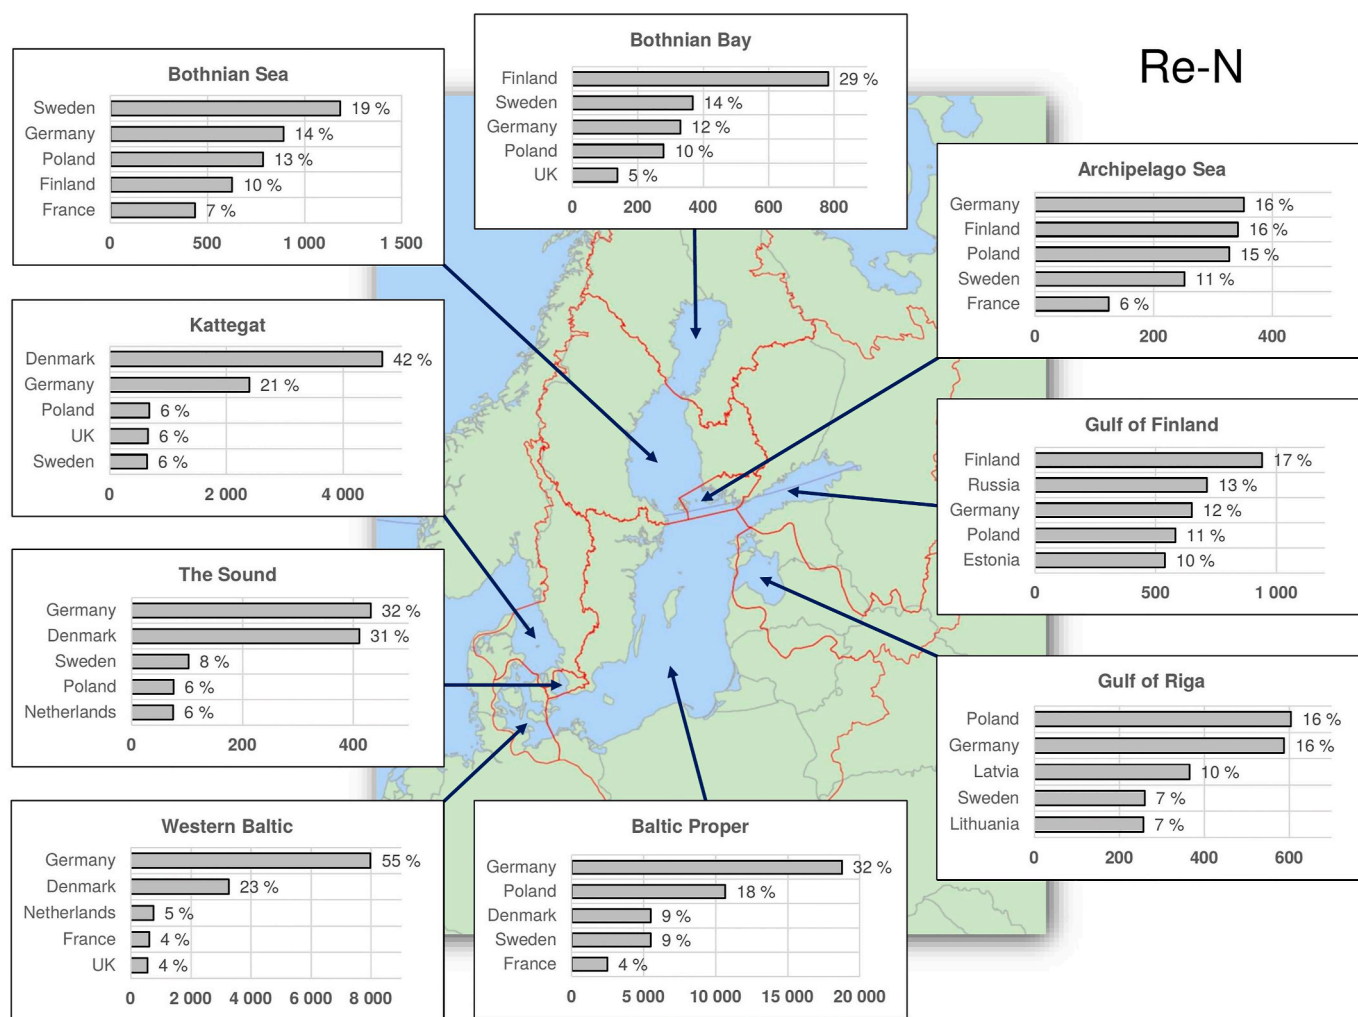 Re-N
Bothnian Sea
Sweden 19 %
Germany 14 %
Poland 13 %
Finland 10 %
France 7 %
0 500 1 000 1 500
Bothnian Bay
Finland 29 %
Sweden 14 %
Germany 12 %
Poland 10 %
UK 5 %
0 200 400 600 800
Archipelago Sea
Germany 16 %
Finland 16 %
Poland 15 %
Sweden 11 %
France 6 %
0 200 400
Kattegat
Denmark 42 %
Germany 21 %
Poland 6 %
UK 6 %
Sweden 6 %
0 2 000 4 000
Gulf of Finland
Finland 17 %
Russia 13 %
Germany 12 %
Poland 11 %
Estonia 10 %
0 500 1 000
The Sound
Germany 32 %
Denmark 31 %
Sweden 8 %
Poland 6 %
Netherlands 6 %
0 200 400
Gulf of Riga
Poland 16 %
Germany 16 %
Latvia 10 %
Sweden 7 %
Lithuania 7 %
0 200 400 600
Western Baltic
Germany 55 %
Denmark 23 %
Netherlands 5 %
France 4 %
UK 4 %
0 2 000 4 000 6 000 8 000
Baltic Proper
Germany 32 %
Poland 18 %
Denmark 9 %
Sweden 9 %
France 4 %
0 5 000 10 000 15 000 20 000